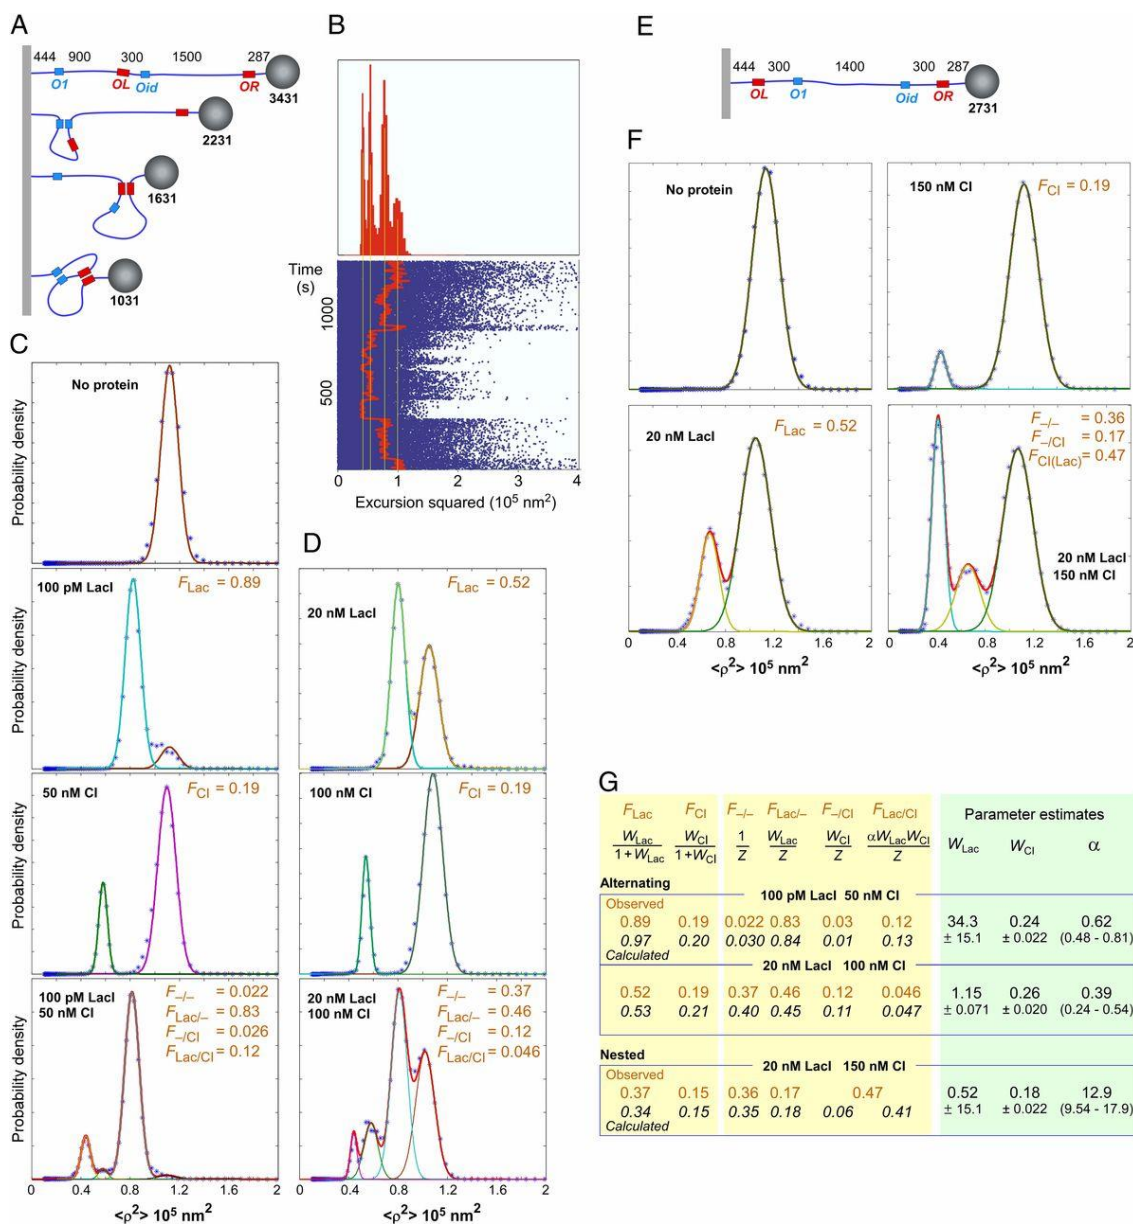 A
444 900 300 1500 287
O1 OL Oid OR
3431
2231
1631
1031
B
Time
(s)
1000
500
0 1 2 3 4
Excursion squared (10⁵ nm²)
C
No protein
Probability density
100 pM LacI
F_Lac = 0.89
Probability density
50 nM CI
F_CI = 0.19
Probability density
100 pM LacI
50 nM CI
F_–/– = 0.022
F_Lac/– = 0.83
F_–/CI = 0.026
F_Lac/CI = 0.12
Probability density
0 0.4 0.8 1.2 1.6 2
<ρ²> 10⁵ nm²
D
20 nM LacI
F_Lac = 0.52
100 nM CI
F_CI = 0.19
20 nM LacI
100 nM CI
F_–/– = 0.37
F_Lac/– = 0.46
F_–/CI = 0.12
F_Lac/CI = 0.046
0.4 0.8 1.2 1.6 2
<ρ²> 10⁵ nm²
E
444 300 1400 300 287
OL O1 Oid OR
2731
F
No protein
Probability density
150 nM CI
F_CI = 0.19
20 nM LacI
F_Lac = 0.52
Probability density
F_–/– = 0.36
F_–/CI = 0.17
F_CI(Lac) = 0.47
20 nM LacI
150 nM CI
0 0.4 0.8 1.2 1.6 0 0.4 0.8 1.2 1.6 2
<ρ²> 10⁵ nm² <ρ²> 10⁵ nm²
G
F_Lac F_CI F_–/– F_Lac/– F_–/CI F_Lac/CI Parameter estimates
W_Lac W_CI 1 W_Lac W_CI αW_LacW_CI W_Lac W_CI α
1+W_Lac 1+W_CI Z Z Z Z
Alternating
100 pM LacI 50 nM CI
Observed
0.89 0.19 0.022 0.83 0.03 0.12 34.3 0.24 0.62
0.97 0.20 0.030 0.84 0.01 0.13 ± 15.1 ± 0.022 (0.48 - 0.81)
Calculated
20 nM LacI 100 nM CI
0.52 0.19 0.37 0.46 0.12 0.046 1.15 0.26 0.39
0.53 0.21 0.40 0.45 0.11 0.047 ± 0.071 ± 0.020 (0.24 - 0.54)
Nested
20 nM LacI 150 nM CI
Observed
0.37 0.15 0.36 0.17 0.47 0.52 0.18 12.9
0.34 0.15 0.35 0.18 0.06 0.41 ± 15.1 ± 0.022 (9.54 - 17.9)
Calculated